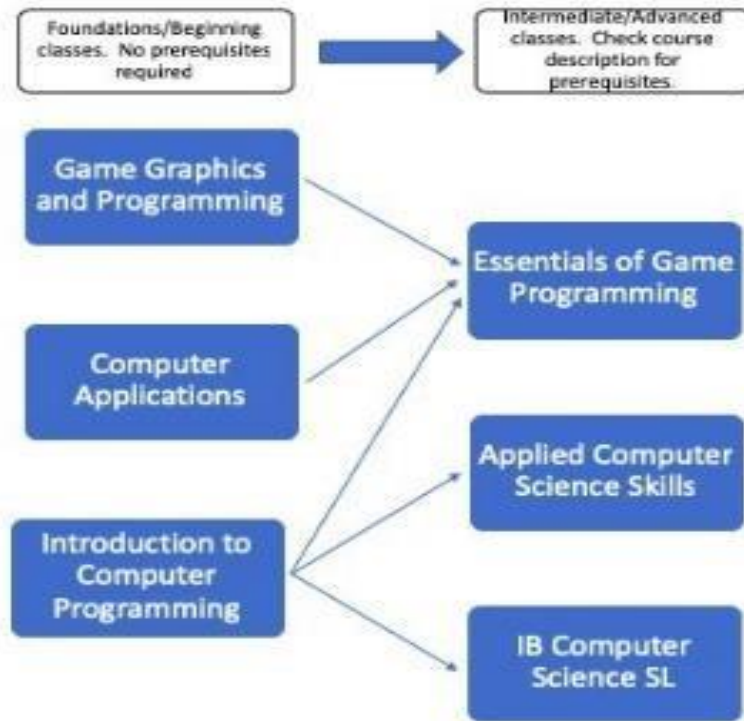 Foundations/Beginning
classes.  No prerequisites
required
Intermediate/Advanced
classes.  Check course
description for
prerequisites.
Game Graphics
and Programming
Essentials of Game
Programming
Computer
Applications
Applied Computer
Science Skills
Introduction to
Computer
Programming
IB Computer
Science SL